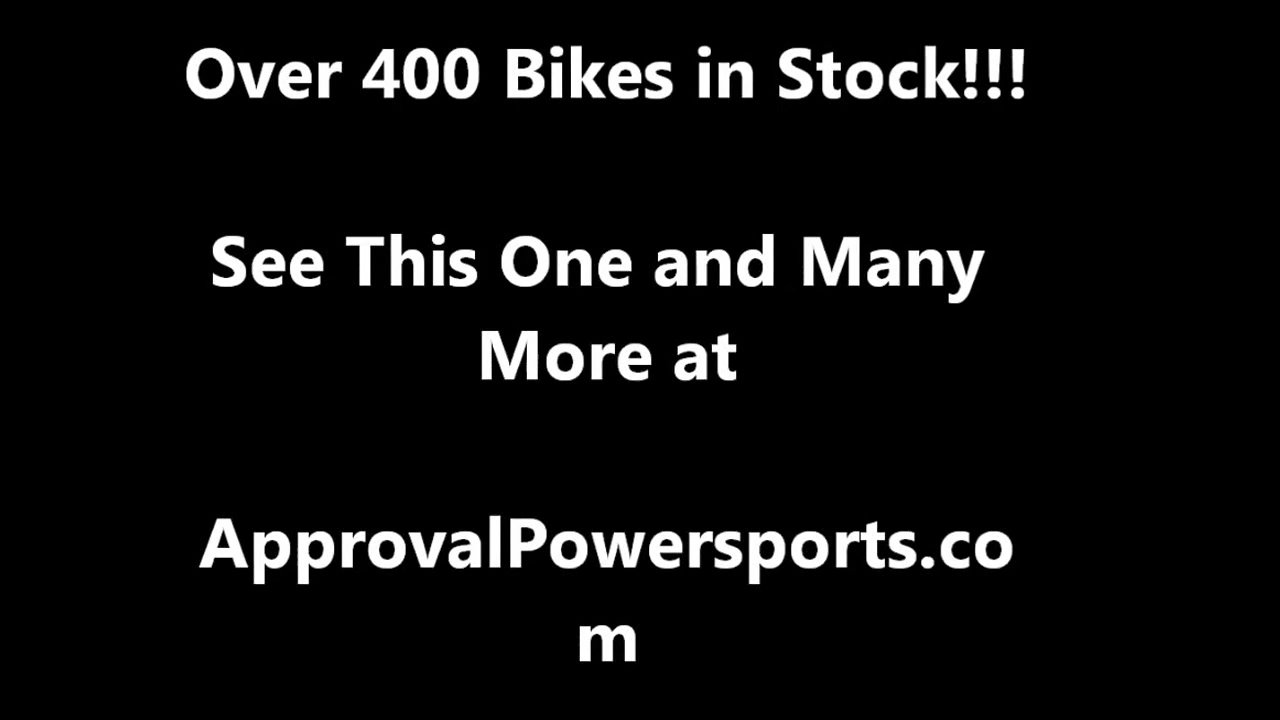 Over 400 Bikes in Stock!!!
See This One and Many
More at
ApprovalPowersports.co
m